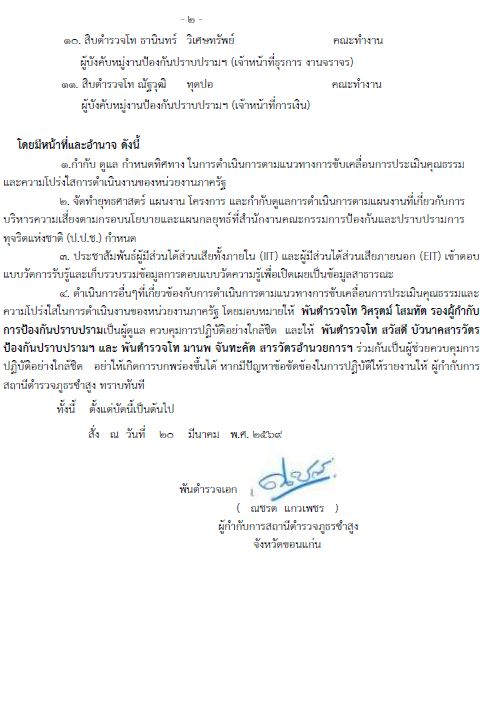 - ๒ -
๑๐. สิบตำรวจโท ธานินทร์ วิเศษทรัพย์ คณะทำงาน
ผู้บังคับหมู่งานป้องกันปราบปรามฯ (เจ้าหน้าที่ธุรการ งานจราจร)
๑๑. สิบตำรวจโท ณัฐวุฒิ ทุดปอ คณะทำงาน
ผู้บังคับหมู่งานป้องกันปราบปรามฯ (เจ้าหน้าที่การเงิน)
โดยมีหน้าที่และอำนาจ ดังนี้
๑.กำกับ ดูแล กำหนดทิศทาง ในการดำเนินการตามแนวทางการขับเคลื่อนการประเมินคุณธรรม
และความโปร่งใสการดำเนินงานของหน่วยงานภาครัฐ
๒. จัดทำยุทธศาสตร์ แผนงาน โครงการ และกำกับดูแลการดำเนินการตามแผนงานที่เกี่ยวกับการ
บริหารความเสี่ยงตามกรอบนโยบายและแผนกลยุทธ์ที่สำนักงานคณะกรรมการป้องกันและปราบปรามการ
ทุจริตแห่งชาติ (ป.ป.ช.) กำหนด
๓. ประชาสัมพันธ์ผู้มีส่วนได้ส่วนเสียทั้งภายใน (IIT) และผู้มีส่วนได้ส่วนเสียภายนอก (EIT) เข้าตอบ
แบบวัดการรับรู้และเก็บรวบรวมข้อมูลการตอบแบบวัดความรู้เพื่อเปิดเผยเป็นข้อมูลสาธารณะ
๔. ดำเนินการอื่นๆที่เกี่ยวข้องกับการดำเนินการตามแนวทางการขับเคลื่อนการประเมินคุณธรรมและ
ความโปร่งใสในการดำเนินงานของหน่วยงานภาครัฐ โดยมอบหมายให้ พันตำรวจโท วิศรุตม์ โสมทัต รองผู้กำกับ
การป้องกันปราบปรามเป็นผู้ดูแล ควบคุมการปฏิบัติอย่างใกล้ชิด และให้ พันตำรวจโท สวัสดี บัวนาคสารวัตร
ป้องกันปราบปรามฯ และ พันตำรวจโท มานพ จันทะคัต สารวัตรอำนวยการฯ ร่วมกันเป็นผู้ช่วยควบคุมการ
ปฏิบัติอย่างใกล้ชิด อย่าให้เกิดการบกพร่องขึ้นได้ หากมีปัญหาข้อขัดข้องในการปฏิบัติให้รายงานให้ ผู้กำกับการ
สถานีตำรวจภูธรซำสูง ทราบทันที
ทั้งนี้ ตั้งแต่บัดนี้เป็นต้นไป
สั่ง ณ วันที่ ๒๐ มีนาคม พ.ศ. ๒๕๖๙
พันตำรวจเอก
( ณชรต แกวเพชร )
ผู้กำกับการสถานีตำรวจภูธรซำสูง
จังหวัดขอนแก่น